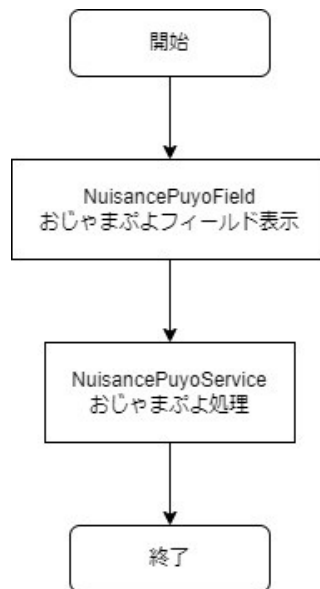 開始
NuisancePuyoField
おじゃまぷよフィールド表示
NuisancePuyoService
おじゃまぷよ処理
終了